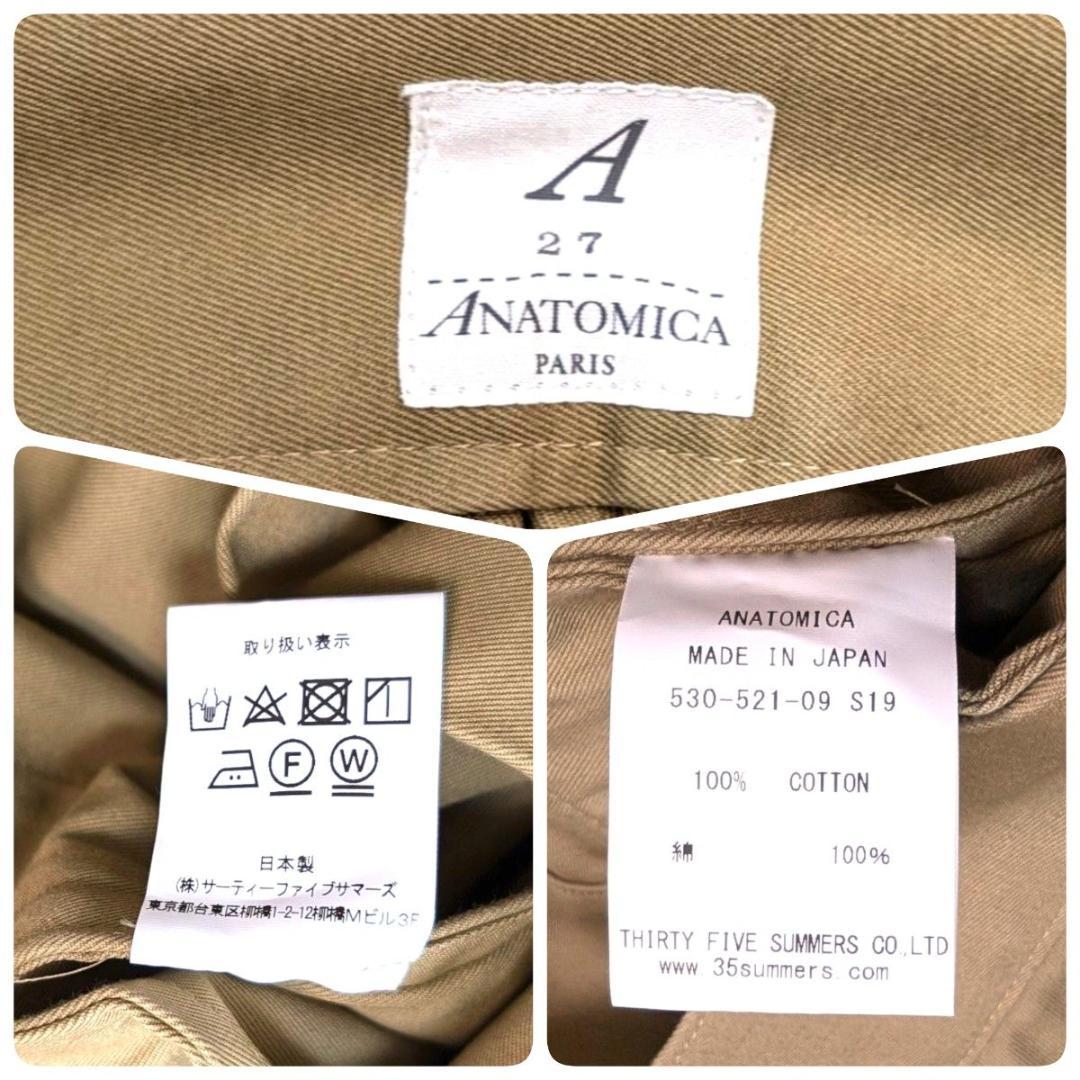 A
27
ANATOMICA
PARIS
取り扱い表示
F W
日本製
(株)サーティーファイブサマーズ
東京都台東区柳橋1-2-12柳橋Mビル3F
ANATOMICA
MADE IN JAPAN
530-521-09 S19
100% COTTON
綿 100%
THIRTY FIVE SUMMERS CO.,LTD
www.35summers.com